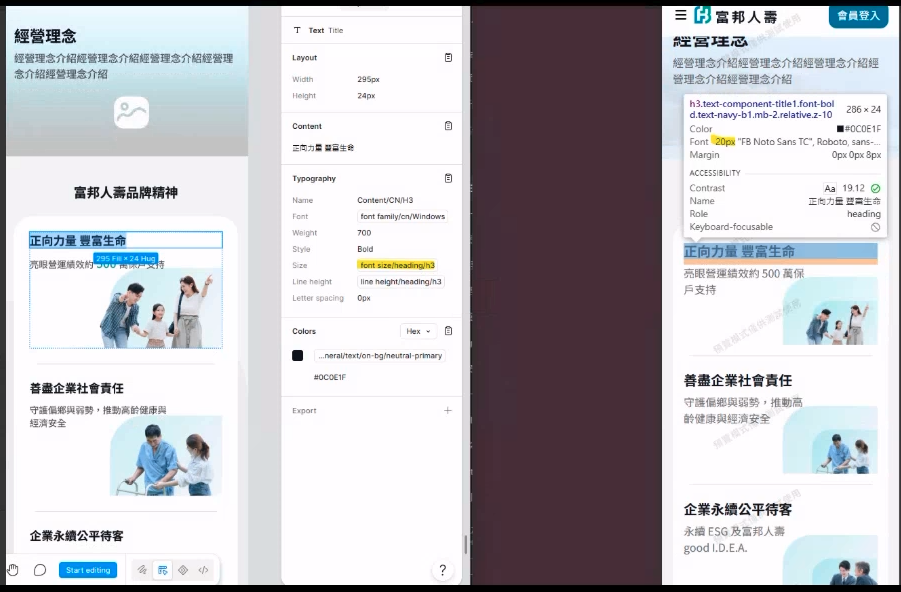 經營理念
經營理念介紹經營理念介紹經營理念介紹經營理
念介紹經營理念介紹
富邦人壽品牌精神
正向力量 豐富生命
295 Fill × 24 Hug
亮眼營運績效約 500 萬保戶支持
善盡企業社會責任
守護偏鄉與弱勢，推動高齡健康與
經濟安全
企業永續公平待客
Start editing
Text Title
Layout
Width 295px
Height 24px
Content
正向力量 豐富生命
Typography
Name Content/CN/H3
Font font family/cn/Windows
Weight 700
Style Bold
Size font size/heading/h3
Line height line height/heading/h3
Letter spacing 0px
Colors Hex
...neral/text/on-bg/neutral-primary
#0C0E1F
Export
?
富邦人壽 會員登入
經營理念
經營理念介紹經營理念介紹經營理念介紹經
營理念介紹經營理念介紹
h3.text-component-title1.font-bol
d.text-navy-b1.mb-2.relative.z-10 286 × 24
Color #0C0E1F
Font 20px "FB Noto Sans TC", Roboto, sans-...
Margin 0px 0px 8px
ACCESSIBILITY
Contrast Aa 19.12
Name 正向力量 豐富生命
Role heading
Keyboard-focusable
正向力量 豐富生命
亮眼營運績效約 500 萬保
戶支持
善盡企業社會責任
守護偏鄉與弱勢，推動高
齡健康與經濟安全
企業永續公平待客
永續 ESG 及富邦人壽
good I.D.E.A.